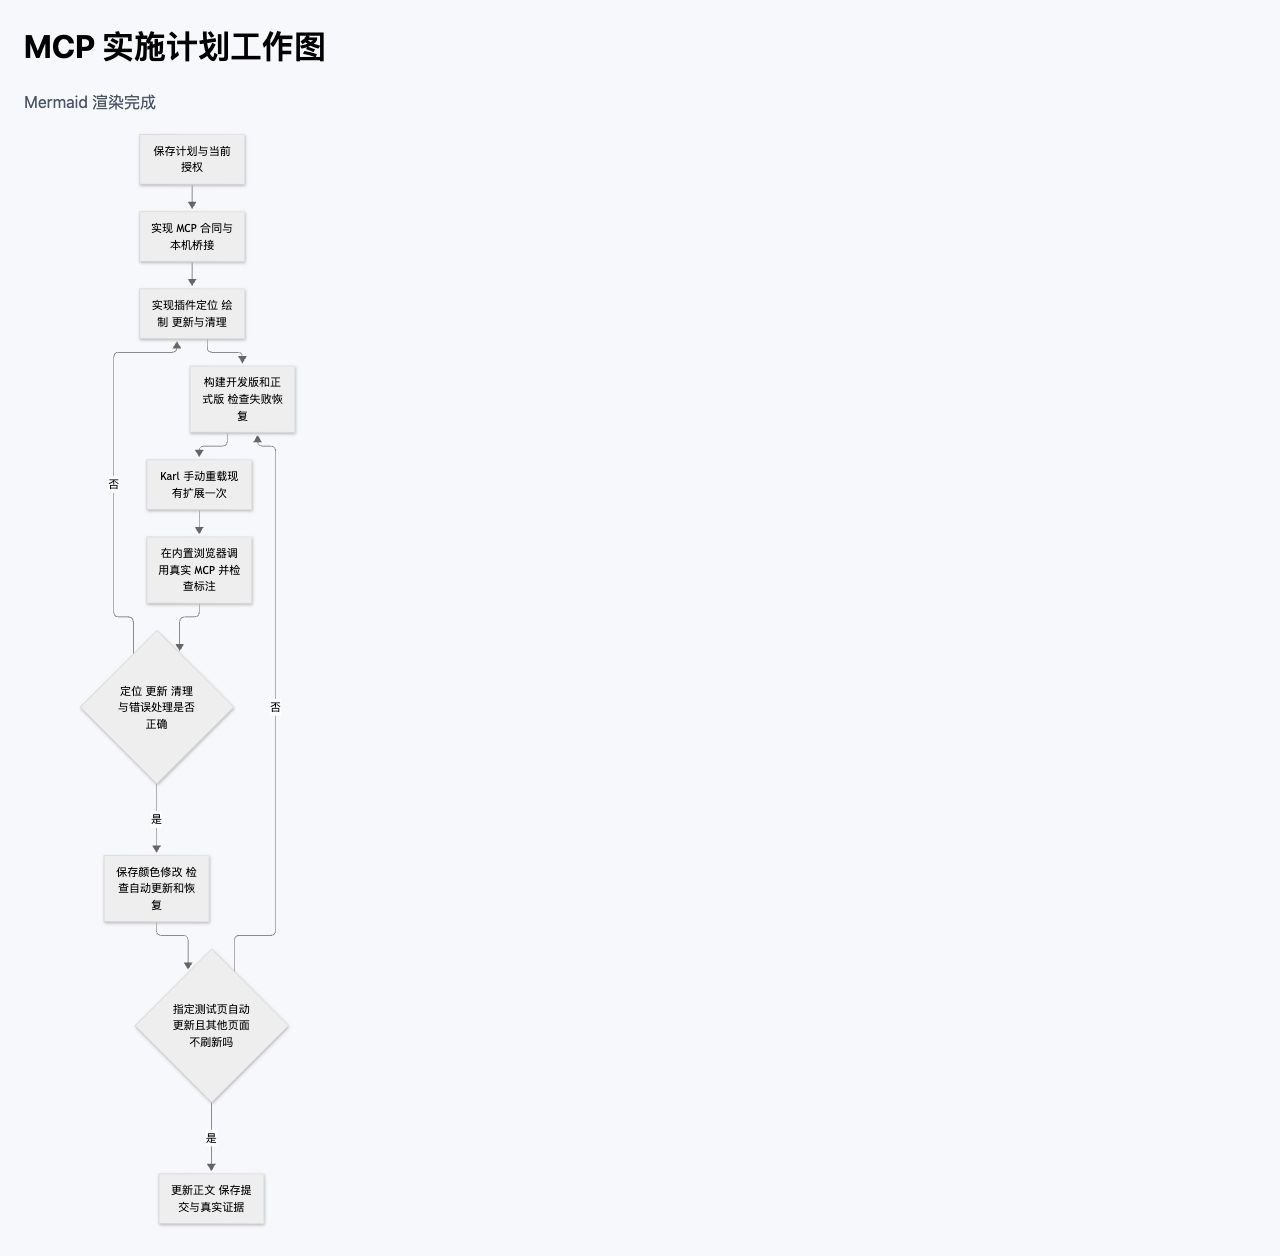 MCP 实施计划工作图
Mermaid 渲染完成
保存计划与当前
授权
实现 MCP 合同与
本机桥接
实现插件定位 绘
制 更新与清理
构建开发版和正
式版 检查失败恢
复
Karl 手动重载现
有扩展一次
否
在内置浏览器调
用真实 MCP 并检
查标注
定位 更新 清理
与错误处理是否
正确
否
是
保存颜色修改 检
查自动更新和恢
复
指定测试页自动
更新且其他页面
不刷新吗
是
更新正文 保存提
交与真实证据